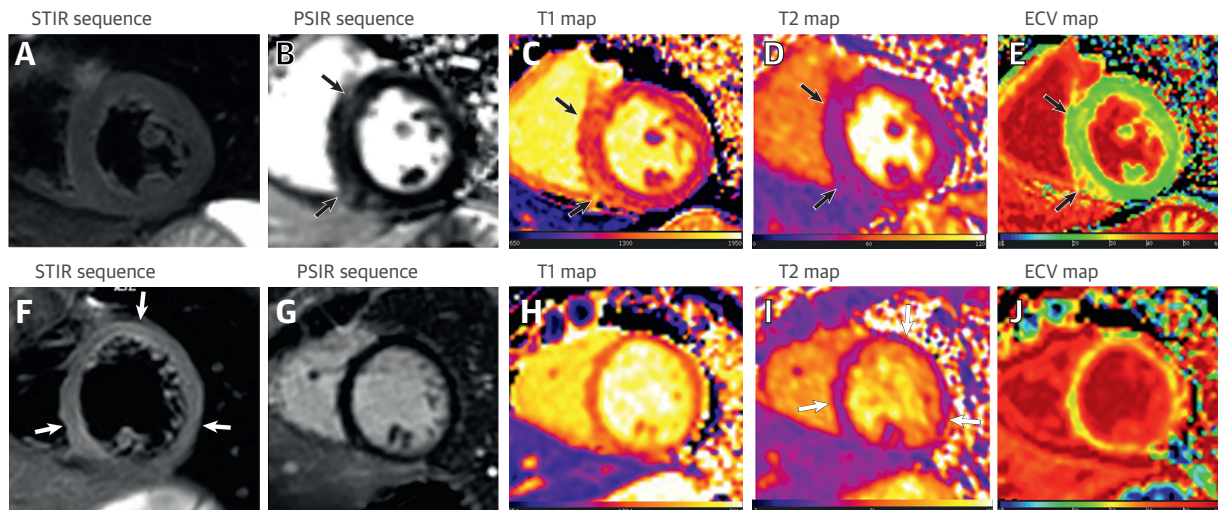 STIR sequence PSIR sequence T1 map T2 map ECV map
A B C D E
650 1300 1950 0 60 120
STIR sequence PSIR sequence T1 map T2 map ECV map
F G H I J